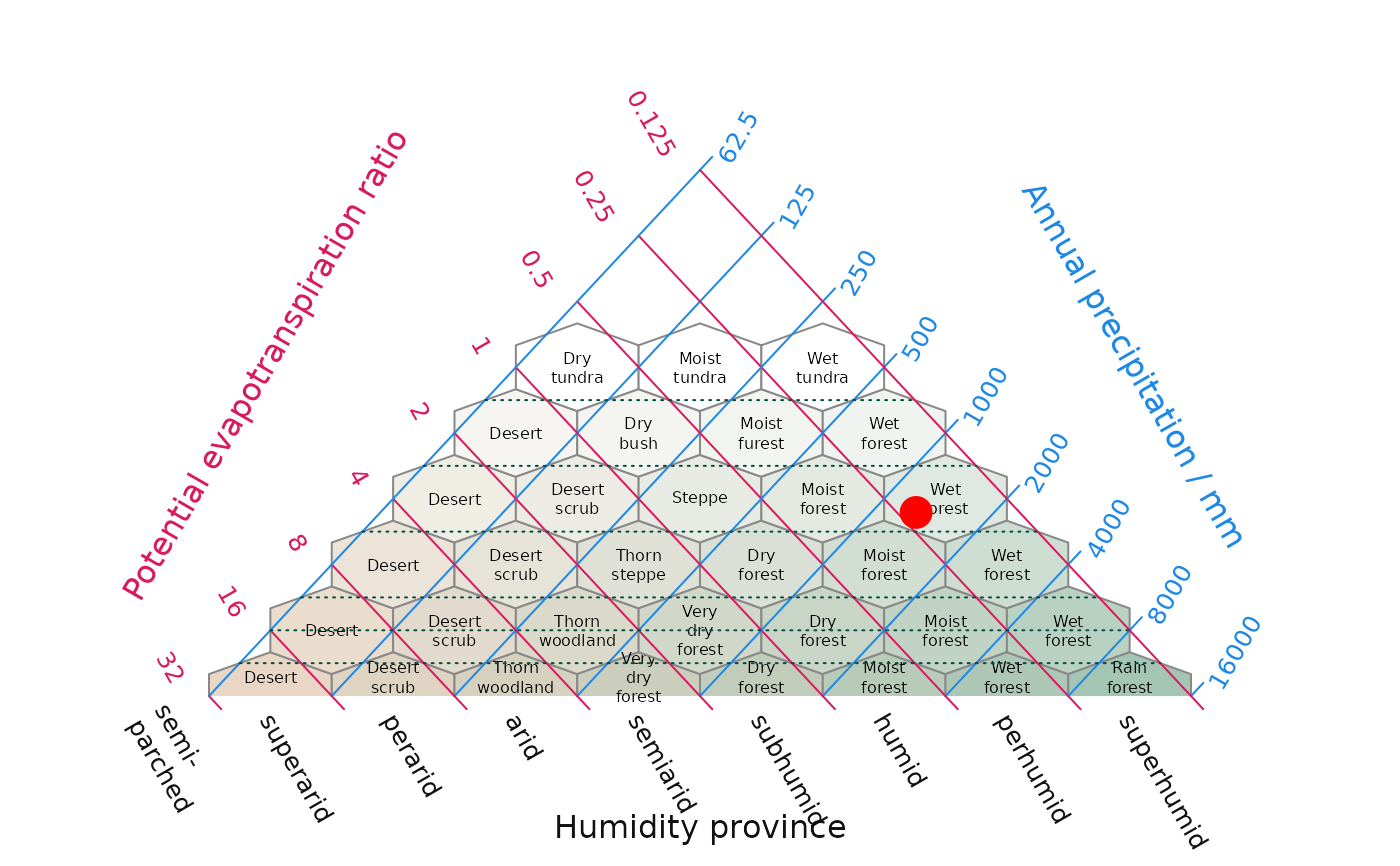 Potential evapotranspiration ratio
0.125
0.25
0.5
1
2
4
8
16
32
62.5
125
250
500
1000
2000
4000
8000
16000
Annual precipitation / mm
Dry
tundra
Moist
tundra
Wet
tundra
Desert
Dry
bush
Moist
furest
Wet
forest
Desert
Desert
scrub
Steppe
Moist
forest
Wet
orest
Desert
Desert
scrub
Thorn
steppe
Dry
forest
Moist
forest
Wet
forest
Desert
Desert
scrub
Thorn
woodland
Very
dry
forest
Dry
forest
Moist
forest
Wet
forest
Desert
Desert
scrub
Thorn
woodland
Very
dry
forest
Dry
forest
Moist
forest
Wet
forest
Rain
forest
semi-
parched
superarid
perarid
arid
semiarid
subhumid
humid
perhumid
superhumid
Humidity province